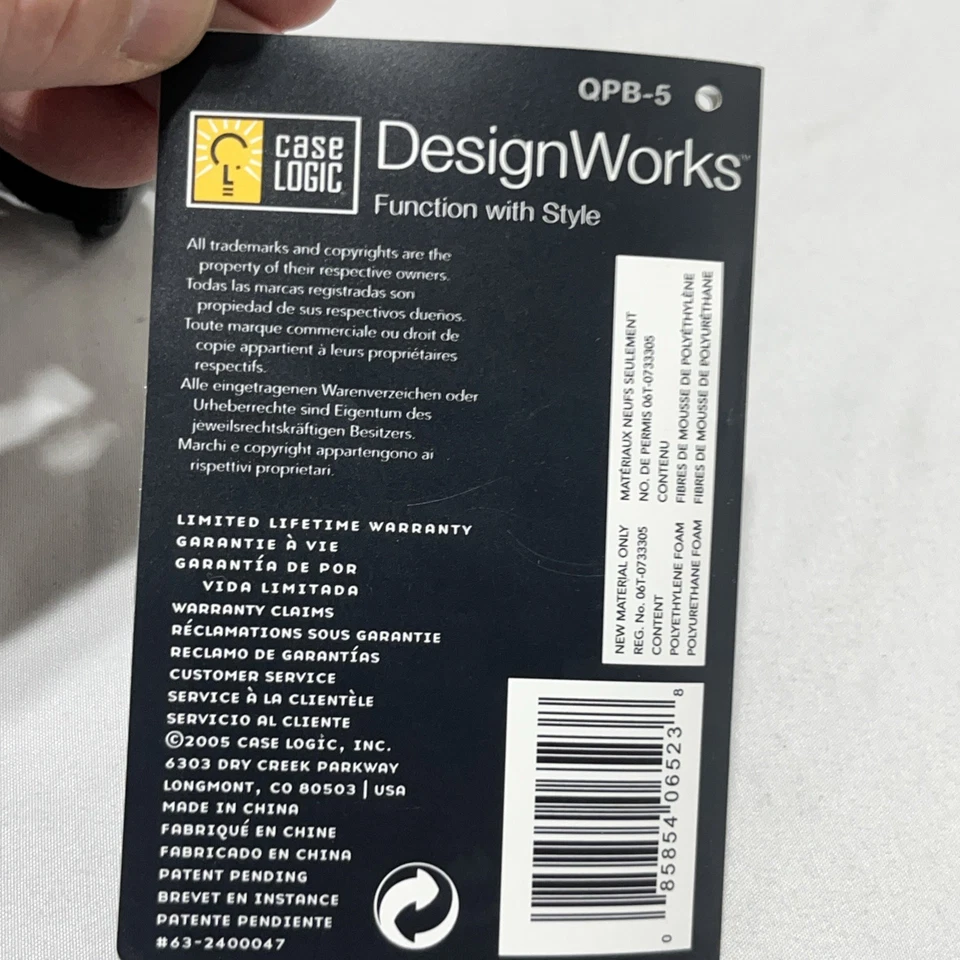 QPB-5
CASE
LOGIC
DesignWorks™
Function with Style
All trademarks and copyrights are the
property of their respective owners.
Todas las marcas registradas son
propiedad de sus respectivos dueños.
Toute marque commerciale ou droit de
copie appartient à leurs propriétaires
respectifs.
Alle eingetragenen Warenverzeichen oder
Urheberrechte sind Eigentum des
jeweilsrechtskräftigen Besitzers.
Marchi e copyright appartengono ai
rispettivi proprietari.
LIMITED LIFETIME WARRANTY
GARANTIE À VIE
GARANTÍA DE POR
VIDA LIMITADA
WARRANTY CLAIMS
RÉCLAMATIONS SOUS GARANTIE
RECLAMO DE GARANTÍAS
CUSTOMER SERVICE
SERVICE À LA CLIENTÈLE
SERVICIO AL CLIENTE
©2005 CASE LOGIC, INC.
6303 DRY CREEK PARKWAY
LONGMONT, CO 80503 | USA
MADE IN CHINA
FABRIQUÉ EN CHINE
FABRICADO EN CHINA
PATENT PENDING
BREVET EN INSTANCE
PATENTE PENDIENTE
#63-2400047
NEW MATERIAL ONLY
REG. No. 06T-0733305
CONTENT
POLYETHYLENE FOAM
POLYURETHANE FOAM
MATÉRIAUX NEUFS SEULEMENT
NO. DE PERMIS 06T-0733305
CONTENU
FIBRES DE MOUSSE DE POLYÉTHYLÈNE
FIBRES DE MOUSSE DE POLYURÉTHANE
0 85854 06523 8